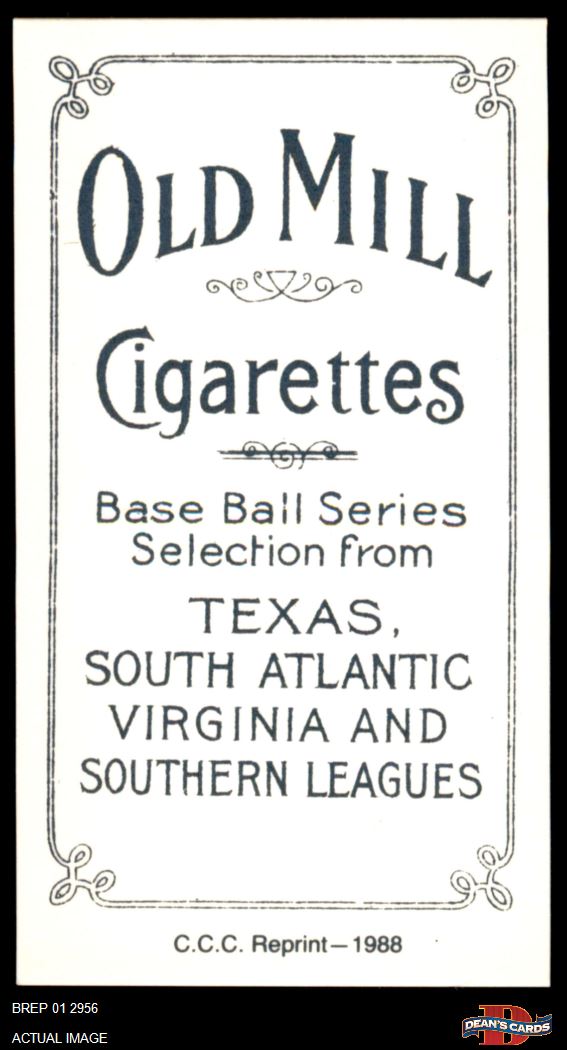 OLD MILL
Cigarettes
Base Ball Series
Selection from
TEXAS,
SOUTH ATLANTIC
VIRGINIA AND
SOUTHERN LEAGUES
C.C.C. Reprint—1988
BREP 01 2956
ACTUAL IMAGE
D
DEAN'S CARDS